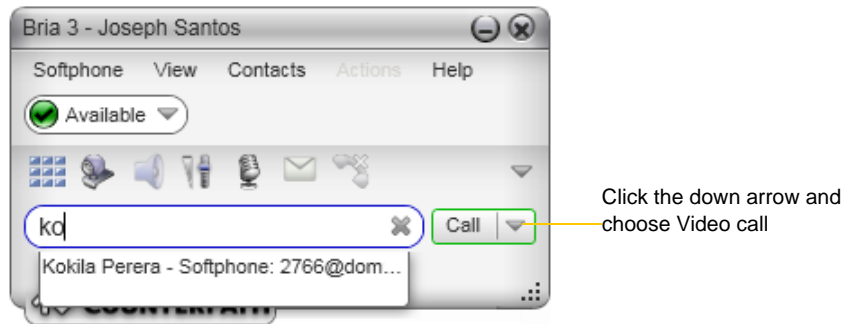 Bria 3 - Joseph Santos
Softphone View Contacts Actions Help
Available
ko
Call
Click the down arrow and
choose Video call
Kokila Perera - Softphone: 2766@dom...
COUNTERPATH